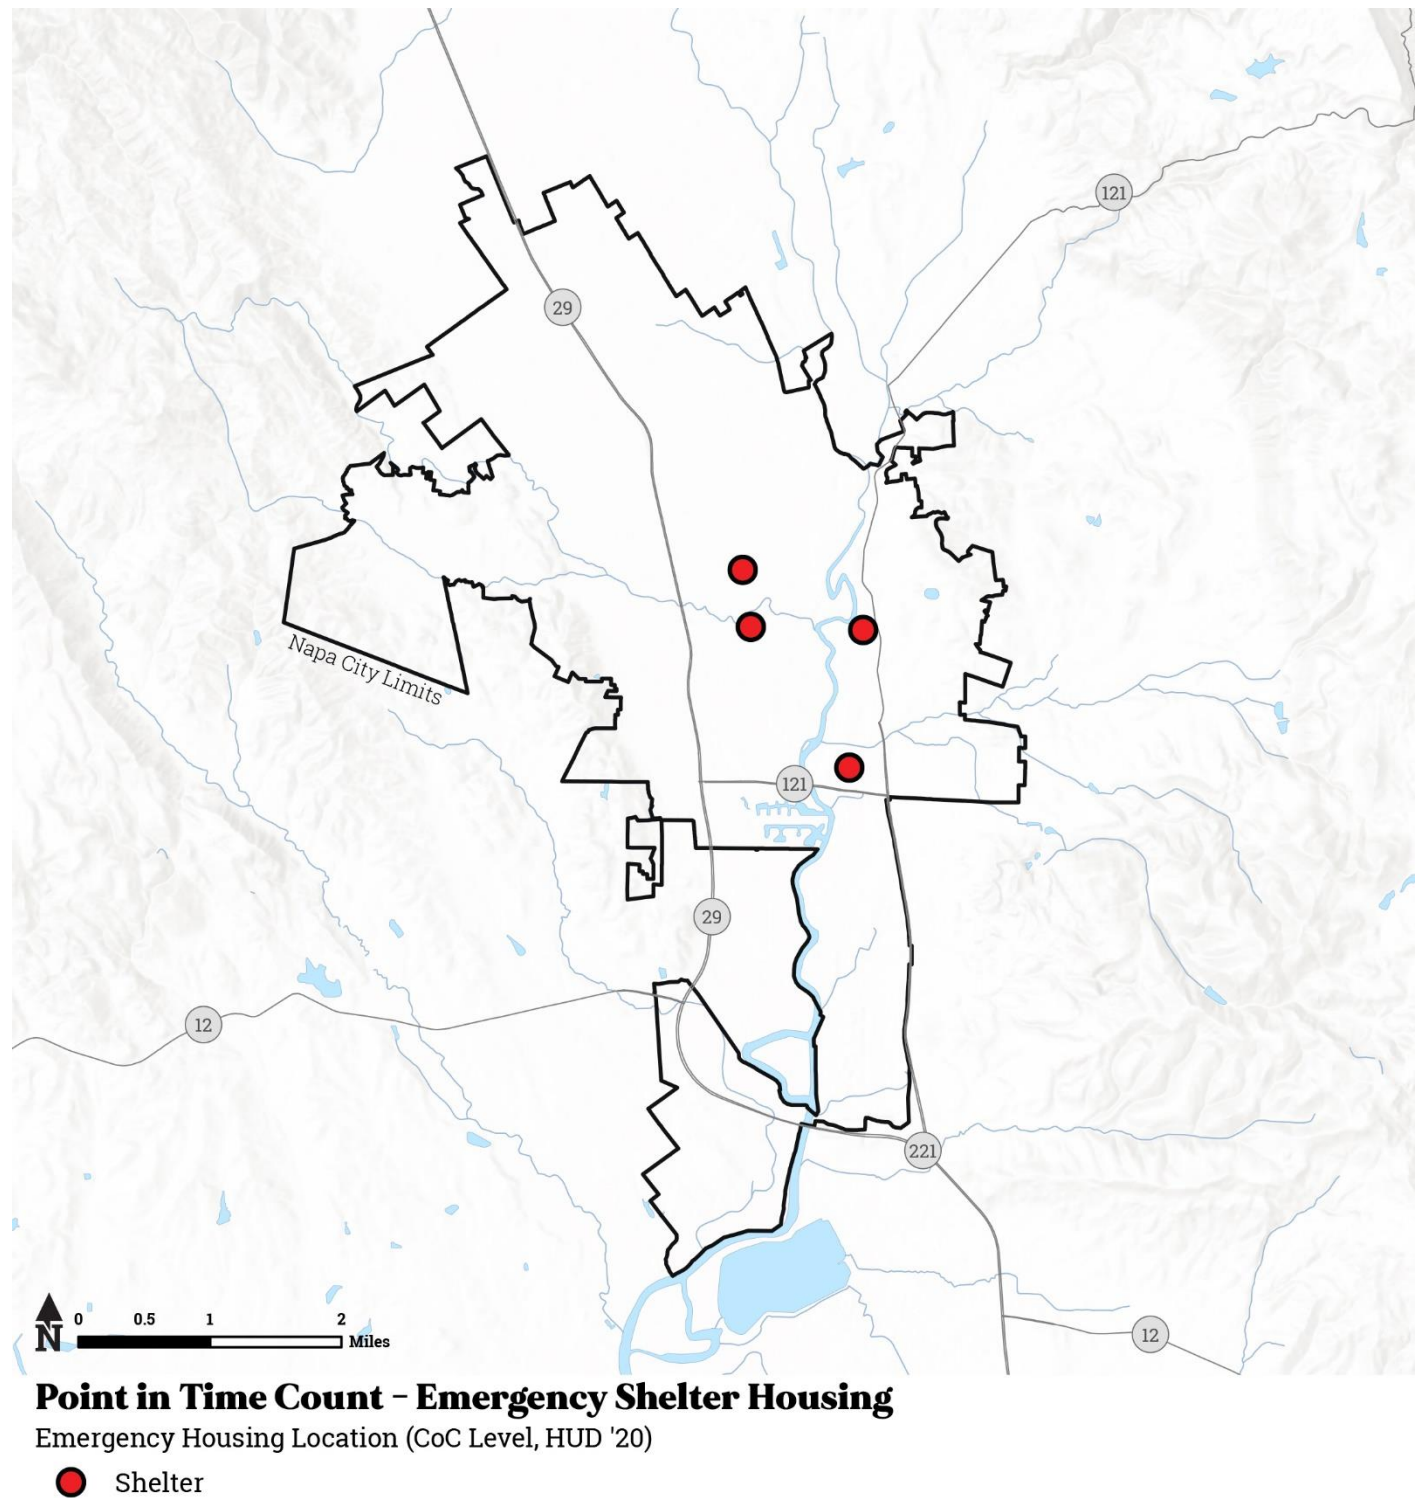 121
29
Napa City Limits
121
29
12
221
12
N
0 0.5 1 2
Miles
Point in Time Count – Emergency Shelter Housing
Emergency Housing Location (CoC Level, HUD '20)
Shelter